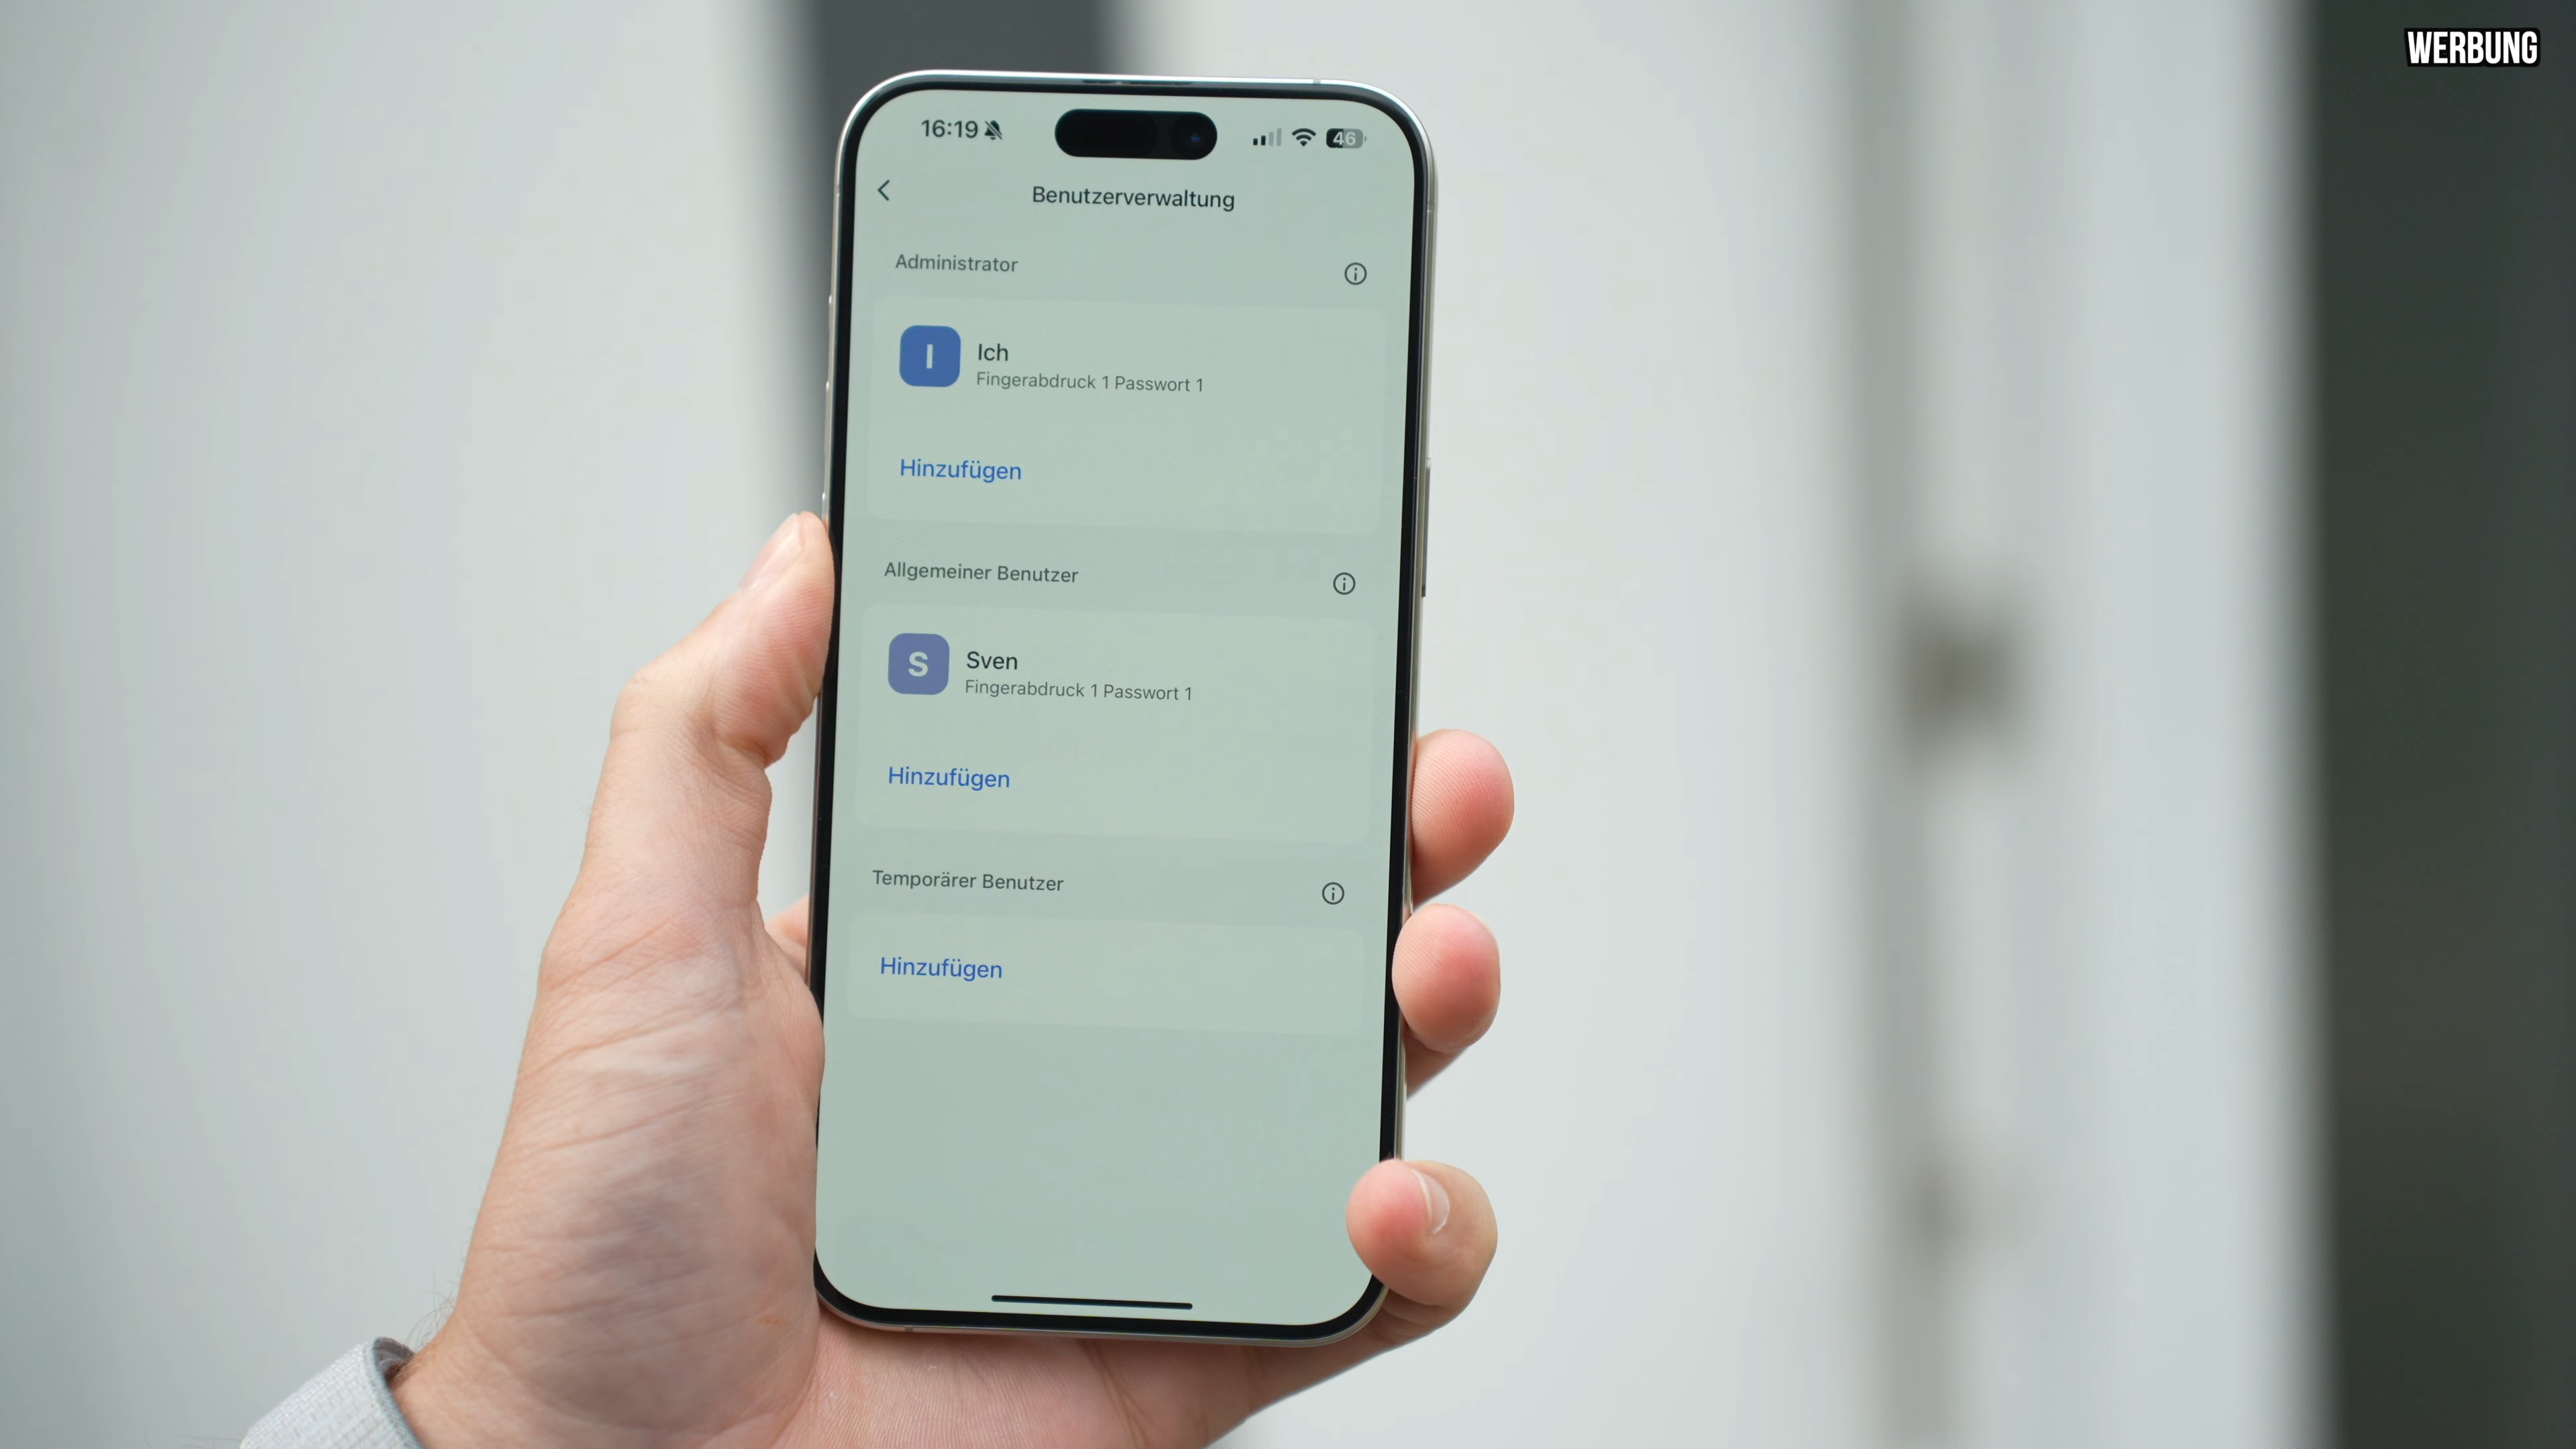 WERBUNG
16:19
46
Benutzerverwaltung
Administrator
I
Ich
Fingerabdruck 1 Passwort 1
Hinzufügen
Allgemeiner Benutzer
S
Sven
Fingerabdruck 1 Passwort 1
Hinzufügen
Temporärer Benutzer
Hinzufügen